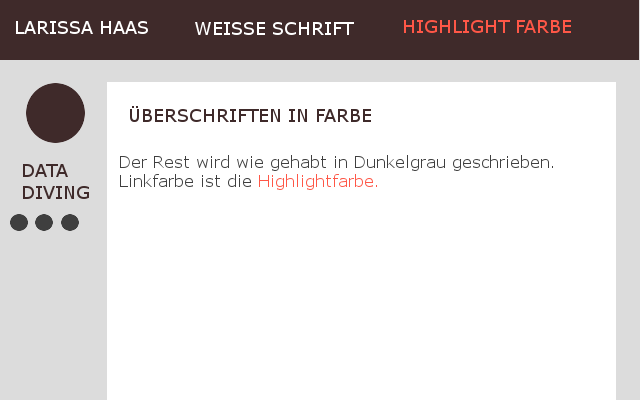 LARISSA HAAS
WEISSE SCHRIFT
HIGHLIGHT FARBE
DATA
DIVING
ÜBERSCHRIFTEN IN FARBE
Der Rest wird wie gehabt in Dunkelgrau geschrieben.
Linkfarbe ist die Highlightfarbe.